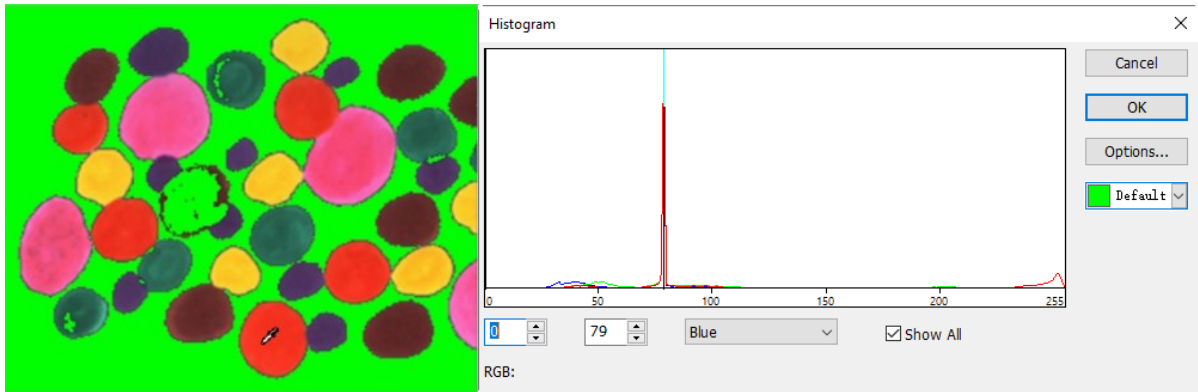 Histogram
Cancel
OK
Options...
Default
0 50 100 150 200 255
0 79 Blue Show All
RGB: